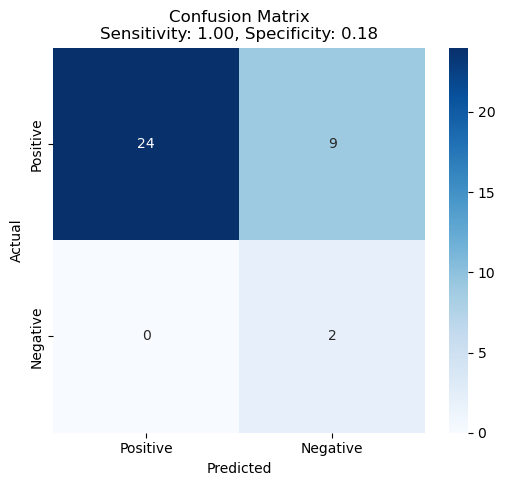 Confusion Matrix
Sensitivity: 1.00, Specificity: 0.18
Positive
24
9
20
15
Actual
10
Negative
0
2
5
0
Positive
Negative
Predicted